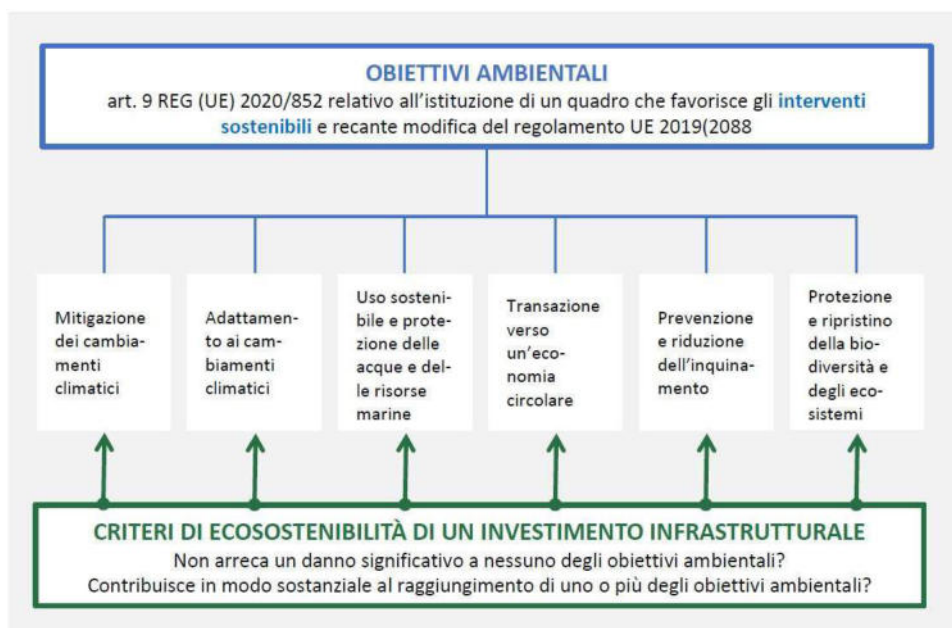 OBIETTIVI AMBIENTALI
art. 9 REG (UE) 2020/852 relativo all'istituzione di un quadro che favorisce gli interventi
sostenibili e recante modifica del regolamento UE 2019(2088
Mitigazione
dei cambia-
menti
climatici
Adattamen-
to ai cam-
biamenti
climatici
Uso sosteni-
bile e prote-
zione delle
acque e del-
le risorse
marine
Transazione
verso
un'eco-
nomia
circolare
Prevenzione
e riduzione
dell'inquina-
mento
Protezione
e ripristino
della bio-
diversità e
degli eco-
sistemi
CRITERI DI ECOSOSTENIBILITÀ DI UN INVESTIMENTO INFRASTRUTTURALE
Non arreca un danno significativo a nessuno degli obiettivi ambientali?
Contribuisce in modo sostanziale al raggiungimento di uno o più degli obiettivi ambientali?